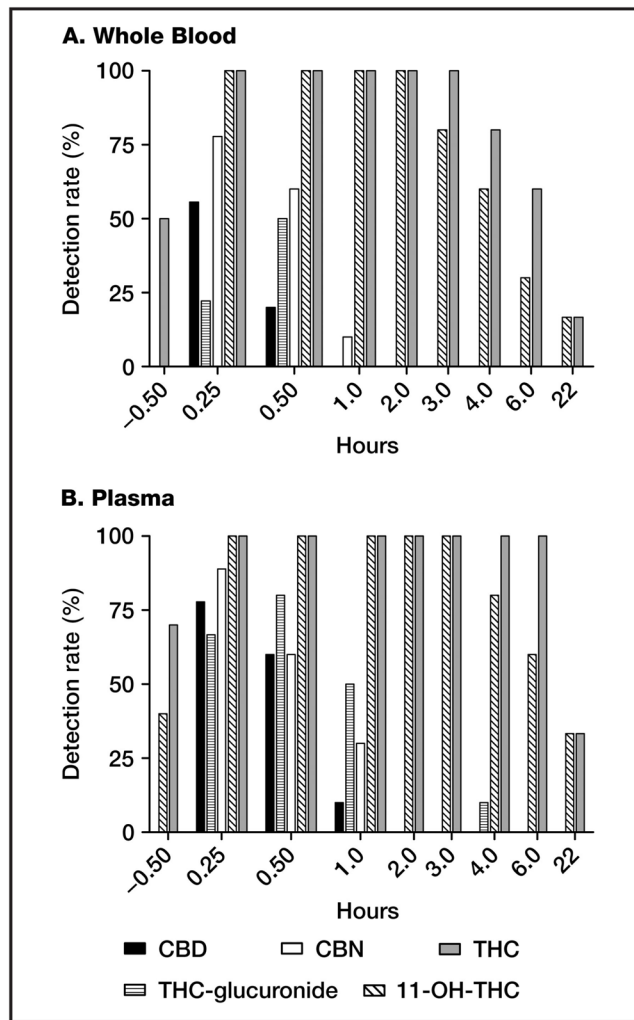 A. Whole Blood
100
75
50
25
0
Detection rate (%)
–0.50 0.25 0.50 1.0 2.0 3.0 4.0 6.0 22
Hours
B. Plasma
100
75
50
25
0
Detection rate (%)
–0.50 0.25 0.50 1.0 2.0 3.0 4.0 6.0 22
Hours
CBD CBN THC
THC-glucuronide 11-OH-THC